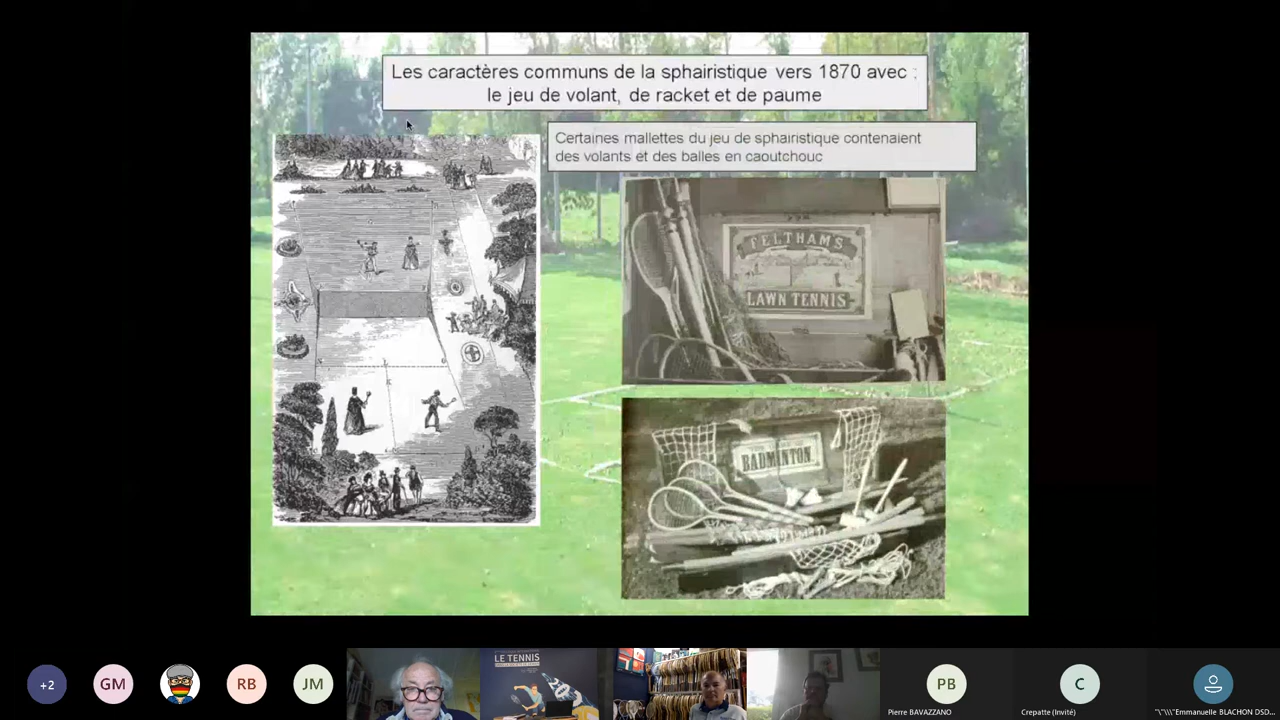 Les caractères communs de la sphairistique vers 1870 avec :
le jeu de volant, de racket et de paume
Certaines mallettes du jeu de sphairistique contenaient
des volants et des balles en caoutchouc
FELTHAM'S
LAWN TENNIS
BADMINTON
+2
GM
RB
JM
LE TENNIS
PB
Pierre BAVAZZANO
C
Crepatte (Invité)
"\"\\\"Emmanuelle BLACHON DSD...